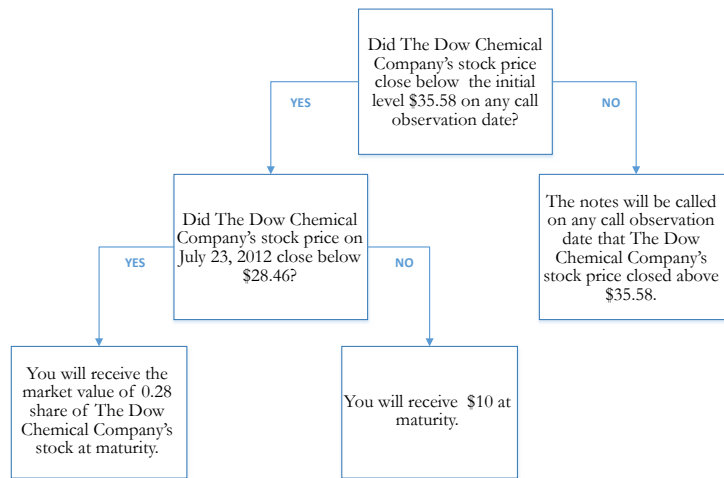 Did The Dow Chemical
Company's stock price
close below the initial
level $35.58 on any call
observation date?
YES
NO
Did The Dow Chemical
Company's stock price on
July 23, 2012 close below
$28.46?
The notes will be called
on any call observation
date that The Dow
Chemical Company's
stock price closed above
$35.58.
YES
NO
You will receive the
market value of 0.28
share of The Dow
Chemical Company's
stock at maturity.
You will receive $10 at
maturity.